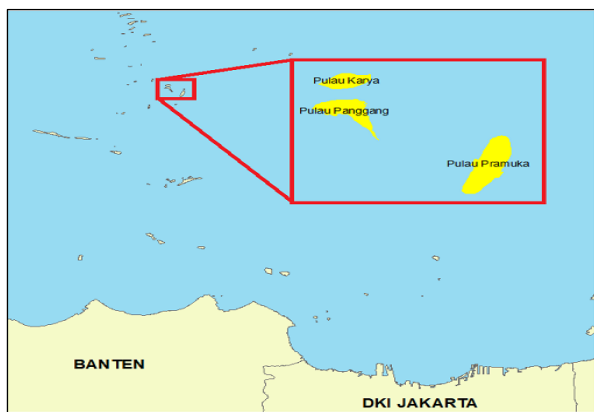 Pulau Karya
Pulau Panggang
Pulau Pramuka
BANTEN
DKI JAKARTA